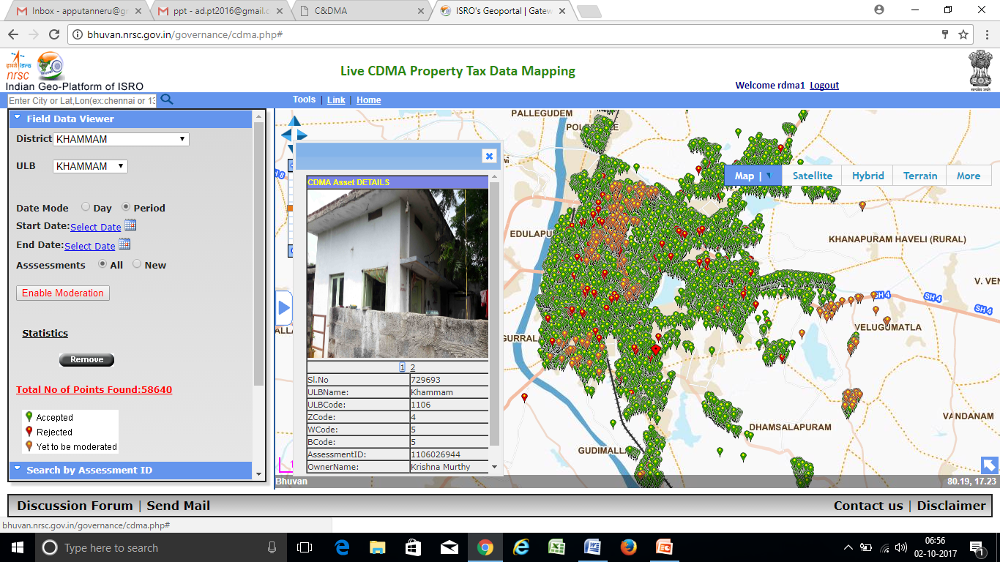 Inbox - apputanneru@gm
ppt - ad.pt2016@gmail.c
C&DMA
ISRO's Geoportal | Gatew
bhuvan.nrsc.gov.in/governance/cdma.php#
nrsc
Indian Geo-Platform of ISRO
Live CDMA Property Tax Data Mapping
Welcome rdma1 Logout
Enter City or Lat,Lon(ex:chennai or 13
Tools | Link | Home
Field Data Viewer
District KHAMMAM
ULB KHAMMAM
Date Mode Day Period
Start Date:Select Date
End Date:Select Date
Asssessments All New
Enable Moderation
Statistics
Remove
Total No of Points Found:58640
Accepted
Rejected
Yet to be moderated
Search by Assessment ID
CDMA Asset DETAILS
1 2
Sl.No 729693
ULBName: Khammam
ULBCode: 1106
ZCode: 4
WCode: 5
BCode: 5
AssessmentID: 1106026944
OwnerName: Krishna Murthy
PALLEGUDEM
Map | Satellite Hybrid Terrain More
EDULAPU
KHANAPURAM HAVELI (RURAL)
V. VEN
SH 4
SH 4
SH 4
VELUGUMATLA
GURRAL
DHAMSALAPURAM
VANDANAM
GUDIMALLA
Bhuvan
80.19, 17.23
Discussion Forum | Send Mail
Contact us | Disclaimer
bhuvan.nrsc.gov.in/governance/cdma.php#
Type here to search
06:56
02-10-2017